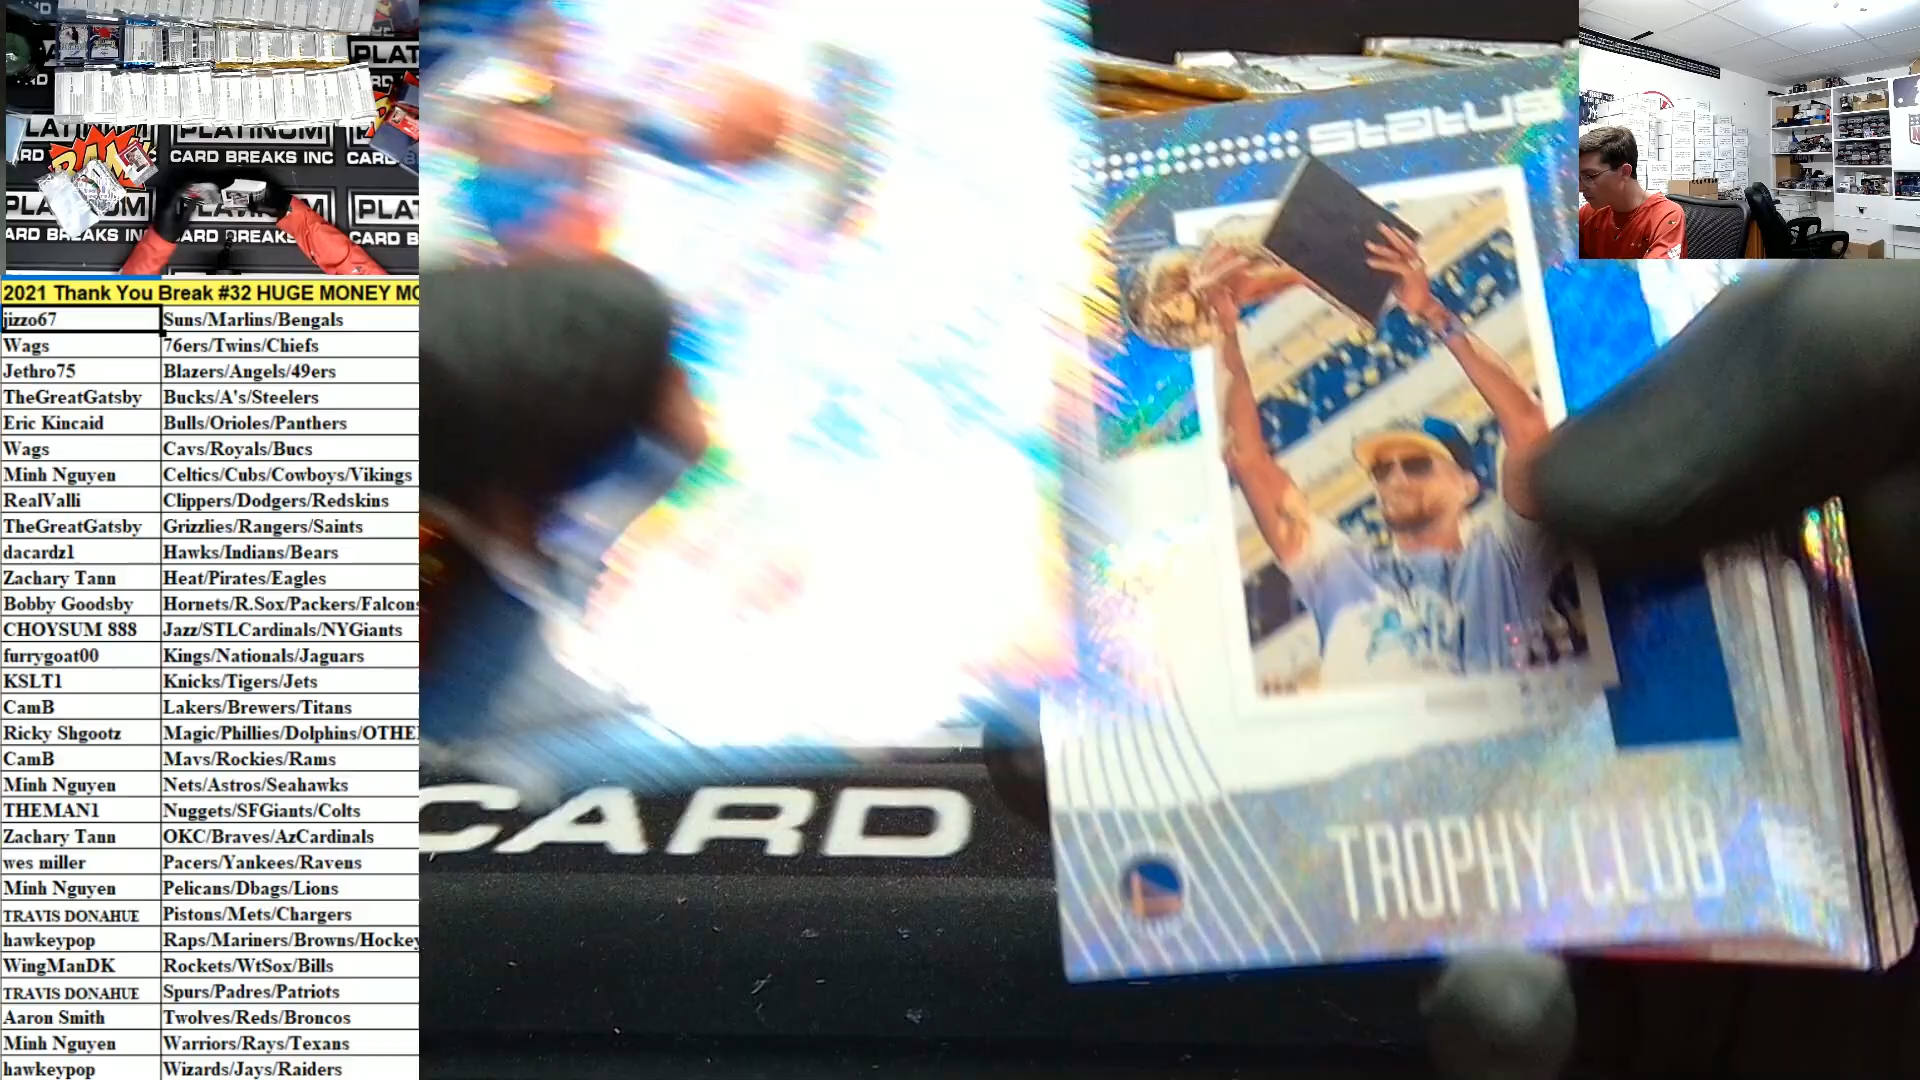 PLATINUM
CARD BREAKS INC
CARD
status
TROPHY CLUB
2021 Thank You Break #32 HUGE MONEY MO
jizzo67 Suns/Marlins/Bengals
Wags 76ers/Twins/Chiefs
Jethro75 Blazers/Angels/49ers
TheGreatGatsby Bucks/A's/Steelers
Eric Kincaid Bulls/Orioles/Panthers
Wags Cavs/Royals/Bucs
Minh Nguyen Celtics/Cubs/Cowboys/Vikings
RealValli Clippers/Dodgers/Redskins
TheGreatGatsby Grizzlies/Rangers/Saints
dacardz1 Hawks/Indians/Bears
Zachary Tann Heat/Pirates/Eagles
Bobby Goodsby Hornets/R.Sox/Packers/Falcons
CHOYSUM 888 Jazz/STLCardinals/NYGiants
furrygoat00 Kings/Nationals/Jaguars
KSLT1 Knicks/Tigers/Jets
CamB Lakers/Brewers/Titans
Ricky Shgootz Magic/Phillies/Dolphins/OTHE
CamB Mavs/Rockies/Rams
Minh Nguyen Nets/Astros/Seahawks
THEMAN1 Nuggets/SFGiants/Colts
Zachary Tann OKC/Braves/AzCardinals
wes miller Pacers/Yankees/Ravens
Minh Nguyen Pelicans/Dbags/Lions
TRAVIS DONAHUE Pistons/Mets/Chargers
hawkeypop Raps/Mariners/Browns/Hockey
WingManDK Rockets/WtSox/Bills
TRAVIS DONAHUE Spurs/Padres/Patriots
Aaron Smith Twolves/Reds/Broncos
Minh Nguyen Warriors/Rays/Texans
hawkeypop Wizards/Jays/Raiders